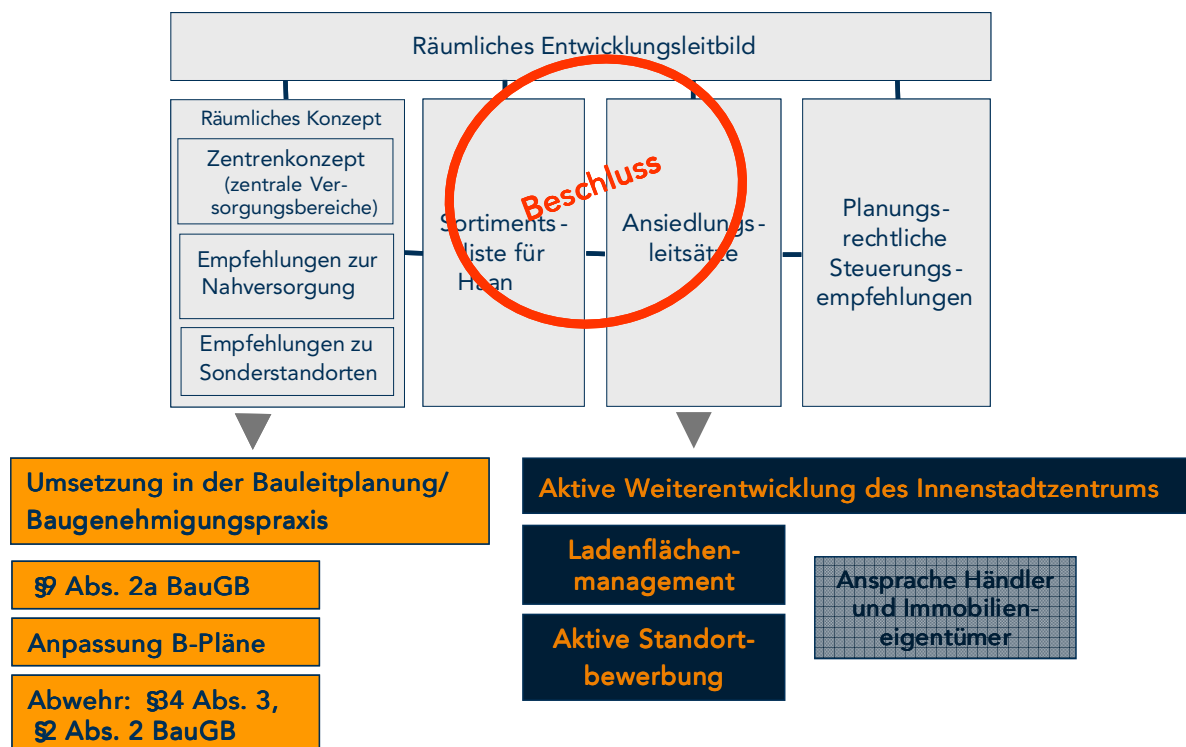 Räumliches Entwicklungsleitbild
Räumliches Konzept
Zentrenkonzept
(zentrale Ver-
sorgungsbereiche)
Empfehlungen zur
Nahversorgung
Empfehlungen zu
Sonderstandorten
Sortiments-
liste für
Haan
Beschluss
Ansiedlungs-
leitsätze
Planungs-
rechtliche
Steuerungs-
empfehlungen
Umsetzung in der Bauleitplanung/
Baugenehmigungspraxis
§9 Abs. 2a BauGB
Anpassung B-Pläne
Abwehr: §34 Abs. 3,
§2 Abs. 2 BauGB
Aktive Weiterentwicklung des Innenstadtzentrums
Ladenflächen-
management
Aktive Standort-
bewerbung
Ansprache Händler
und Immobilien-
eigentümer